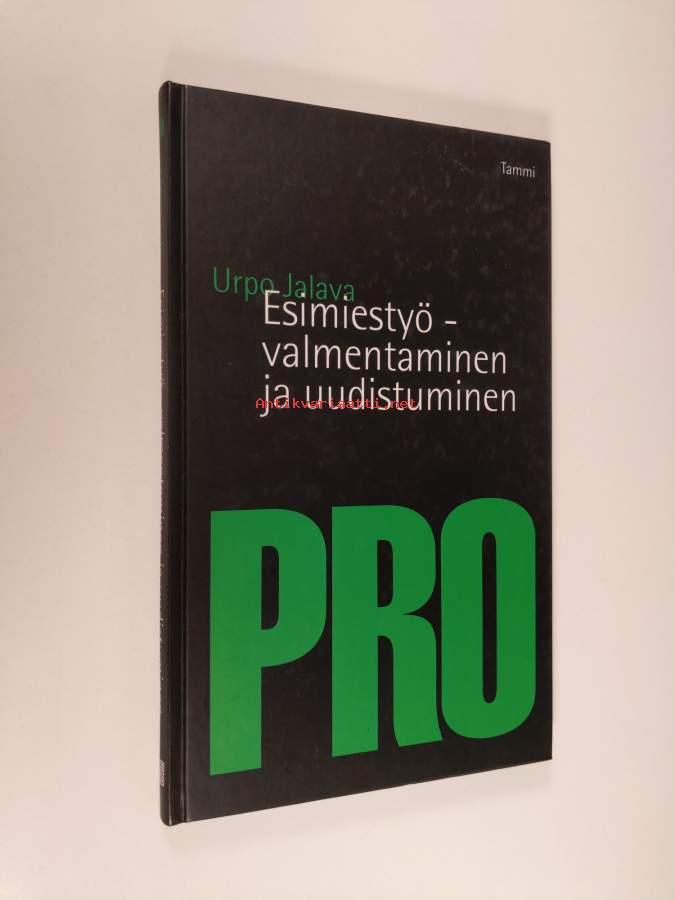 Tammi
Urpo Jalava
Esimiestyö -
valmentaminen
ja uudistuminen
Antikvariaatti.net
PRO